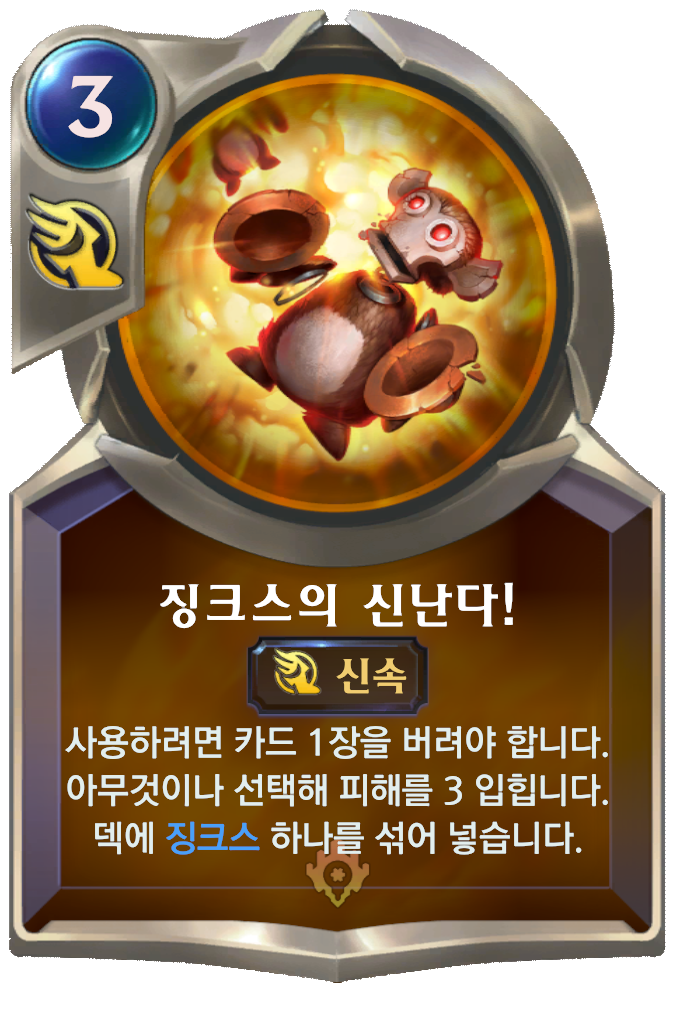 3
징크스의 신난다!
신속
사용하려면 카드 1장을 버려야 합니다.
아무것이나 선택해 피해를 3 입힙니다.
덱에 징크스 하나를 섞어 넣습니다.